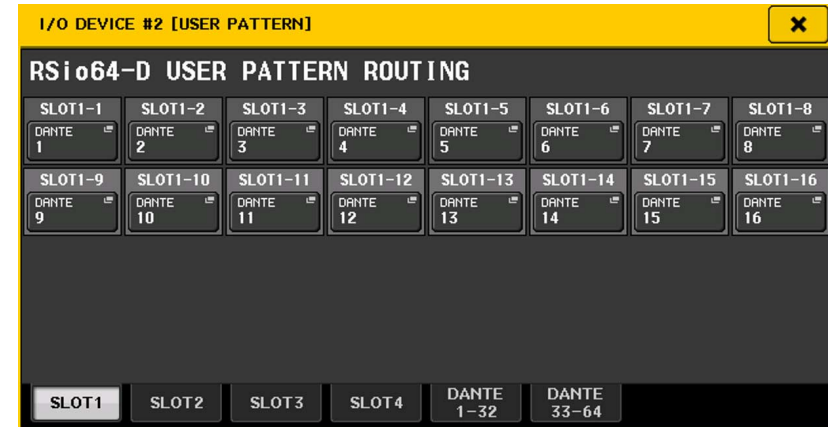 I/O DEVICE #2 [USER PATTERN]
RSio64-D USER PATTERN ROUTING
SLOT1-1 SLOT1-2 SLOT1-3 SLOT1-4 SLOT1-5 SLOT1-6 SLOT1-7 SLOT1-8
DANTE DANTE DANTE DANTE DANTE DANTE DANTE DANTE
1 2 3 4 5 6 7 8
SLOT1-9 SLOT1-10 SLOT1-11 SLOT1-12 SLOT1-13 SLOT1-14 SLOT1-15 SLOT1-16
DANTE DANTE DANTE DANTE DANTE DANTE DANTE DANTE
9 10 11 12 13 14 15 16
SLOT1 SLOT2 SLOT3 SLOT4 DANTE 1-32 DANTE 33-64